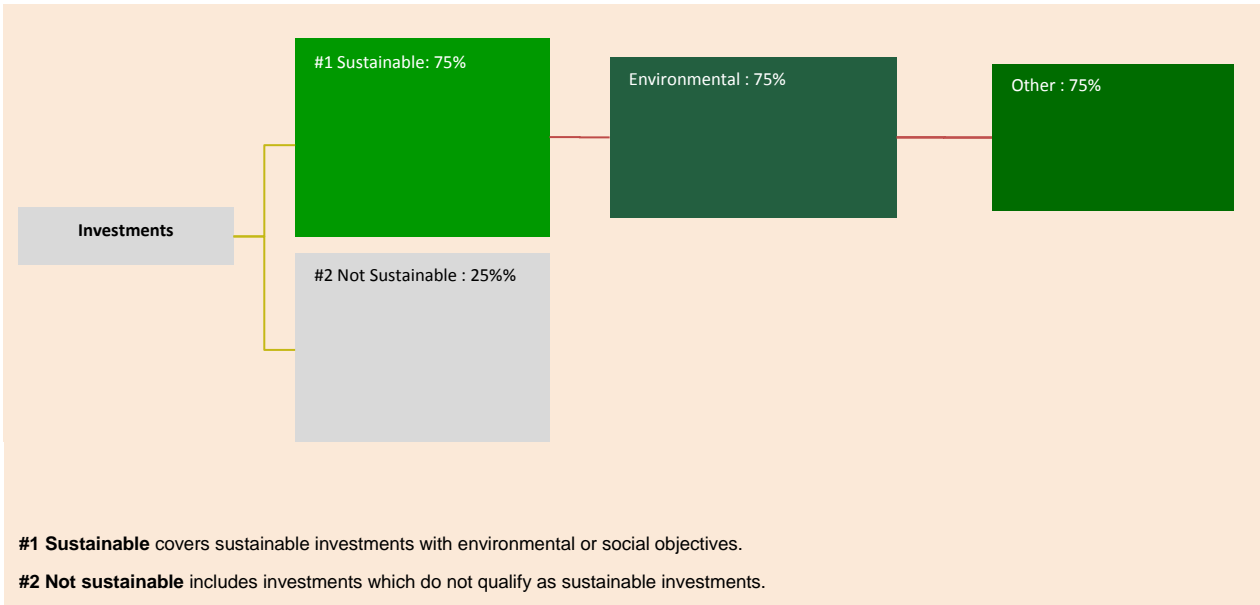 #1 Sustainable: 75%
Environmental : 75%
Other : 75%
Investments
#2 Not Sustainable : 25%%
#1 Sustainable covers sustainable investments with environmental or social objectives.
#2 Not sustainable includes investments which do not qualify as sustainable investments.